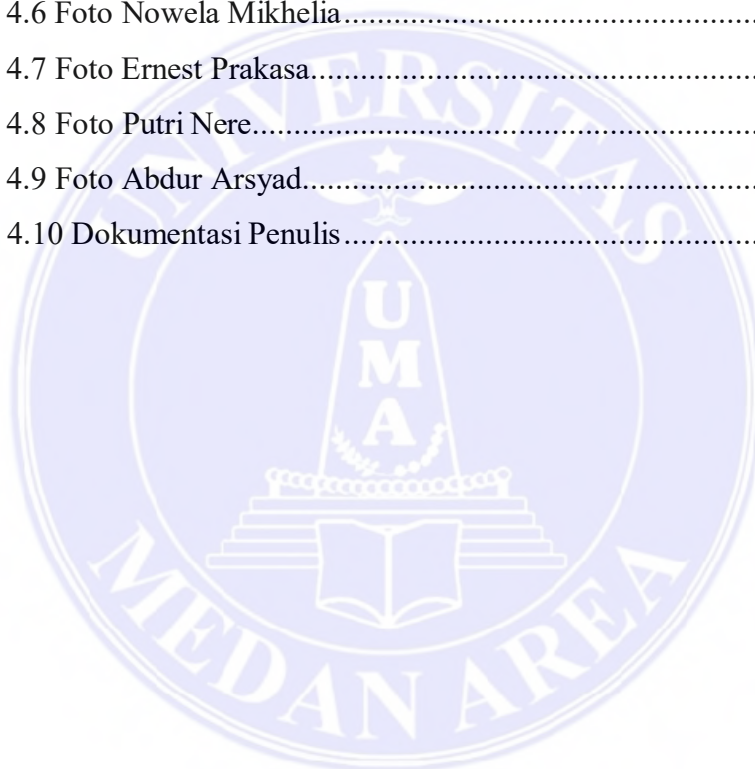 4.6 Foto Nowela Mikhelia................................................................
4.7 Foto Ernest Prakasa....................................................................
4.8 Foto Putri Nere............................................................................
4.9 Foto Abdur Arsyad.....................................................................
4.10 Dokumentasi Penulis................................................................
UNIVERSITAS
U
M
A
MEDAN AREA